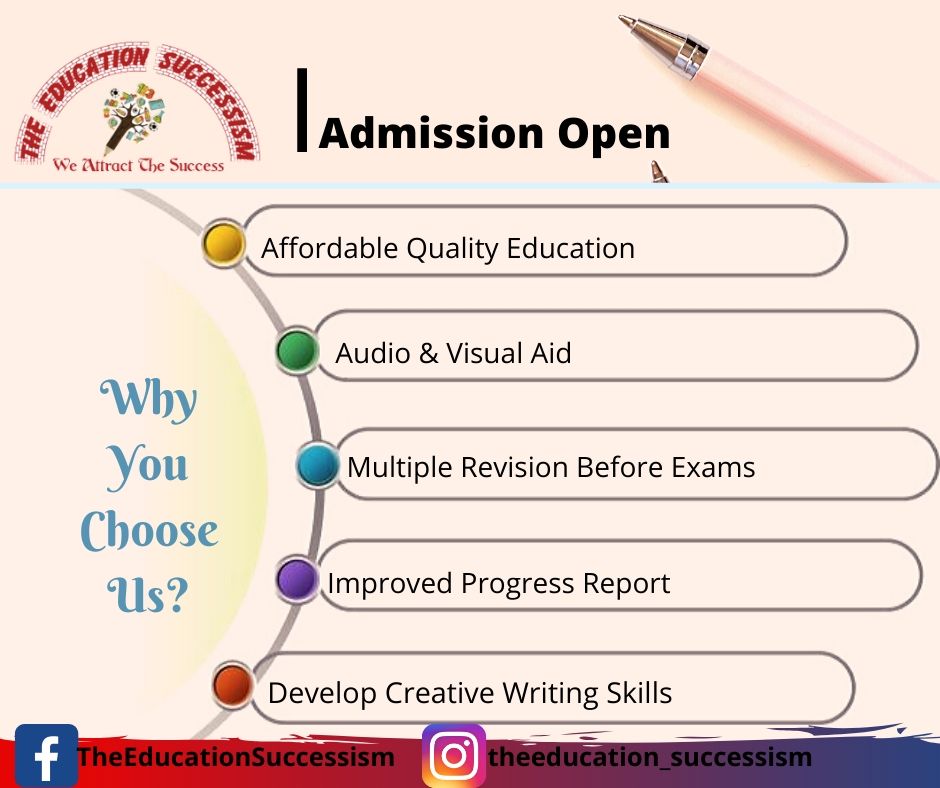 THE EDUCATION SUCCESSISM
We Attract The Success
Admission Open
Affordable Quality Education
Audio & Visual Aid
Multiple Revision Before Exams
Improved Progress Report
Develop Creative Writing Skills
Why
You
Choose
Us?
TheEducationSuccessism
theeducation_successism